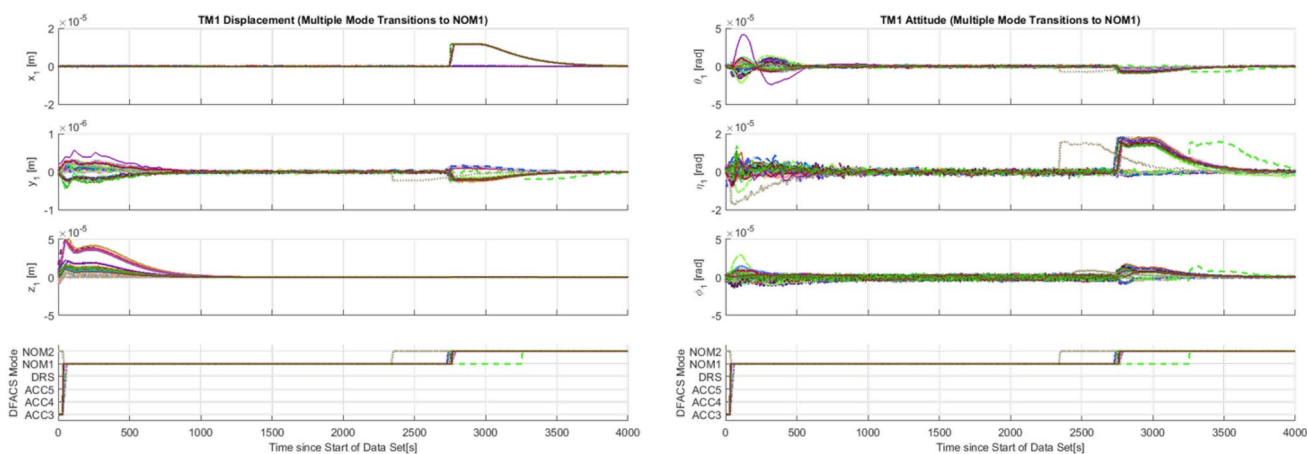 TM1 Displacement (Multiple Mode Transitions to NOM1)
×10⁻⁵
2
0
-2
x₁ [m]
×10⁻⁶
1
0
-1
y₁ [m]
×10⁻⁵
5
0
-5
z₁ [m]
NOM2
NOM1
DRS
ACC5
ACC4
ACC3
DFACS Mode
0 500 1000 1500 2000 2500 3000 3500 4000
Time since Start of Data Set[s]
TM1 Attitude (Multiple Mode Transitions to NOM1)
×10⁻⁵
5
0
-5
θ₁ [rad]
×10⁻⁵
2
0
-2
η₁ [rad]
×10⁻⁵
5
0
-5
ϕ₁ [rad]
NOM2
NOM1
DRS
ACC5
ACC4
ACC3
DFACS Mode
0 500 1000 1500 2000 2500 3000 3500 4000
Time since Start of Data Set[s]